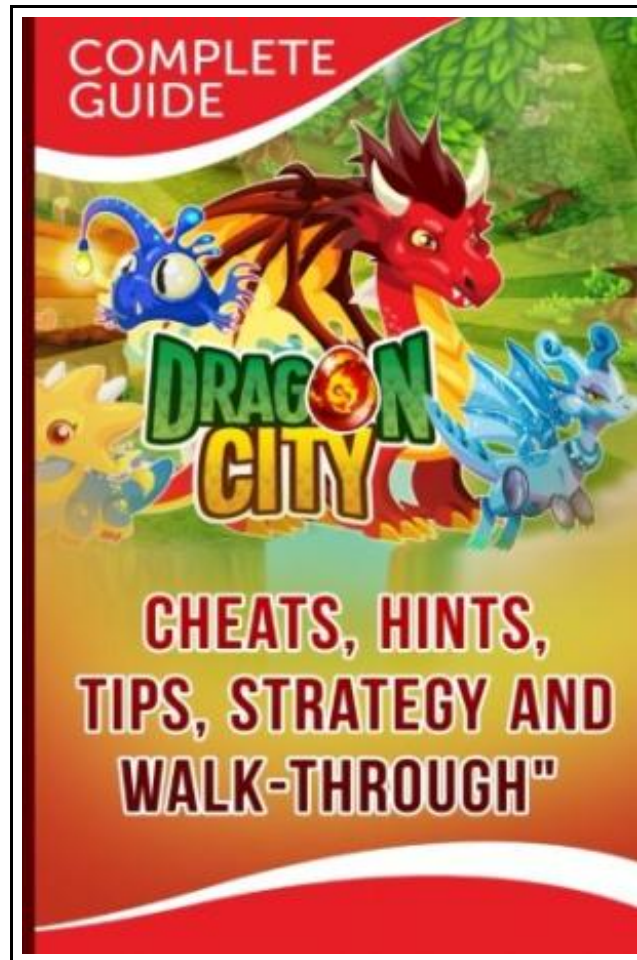 COMPLETE
GUIDE
DRAGON
CITY
CHEATS, HINTS,
TIPS, STRATEGY AND
WALK-THROUGH"